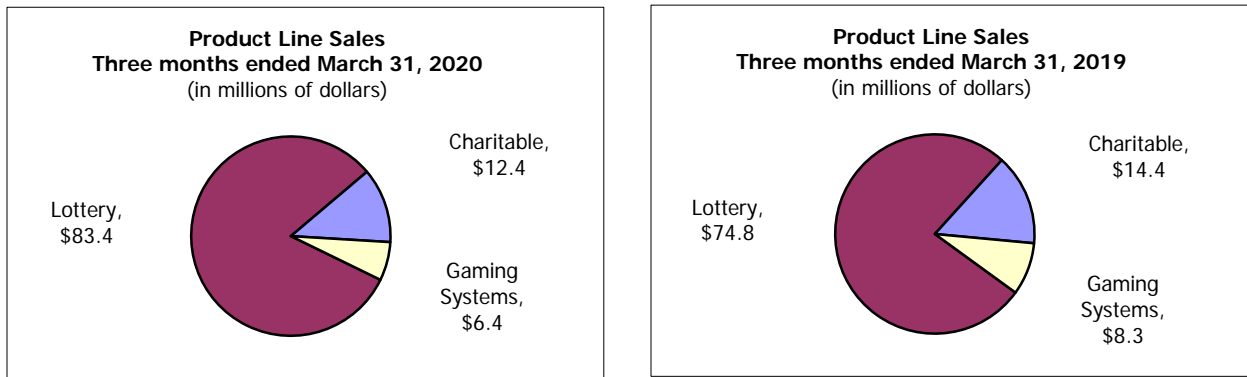 Product Line Sales
Three months ended March 31, 2020
(in millions of dollars)
Charitable,
$12.4
Lottery,
$83.4
Gaming
Systems,
$6.4
Product Line Sales
Three months ended March 31, 2019
(in millions of dollars)
Charitable,
$14.4
Lottery,
$74.8
Gaming
Systems,
$8.3